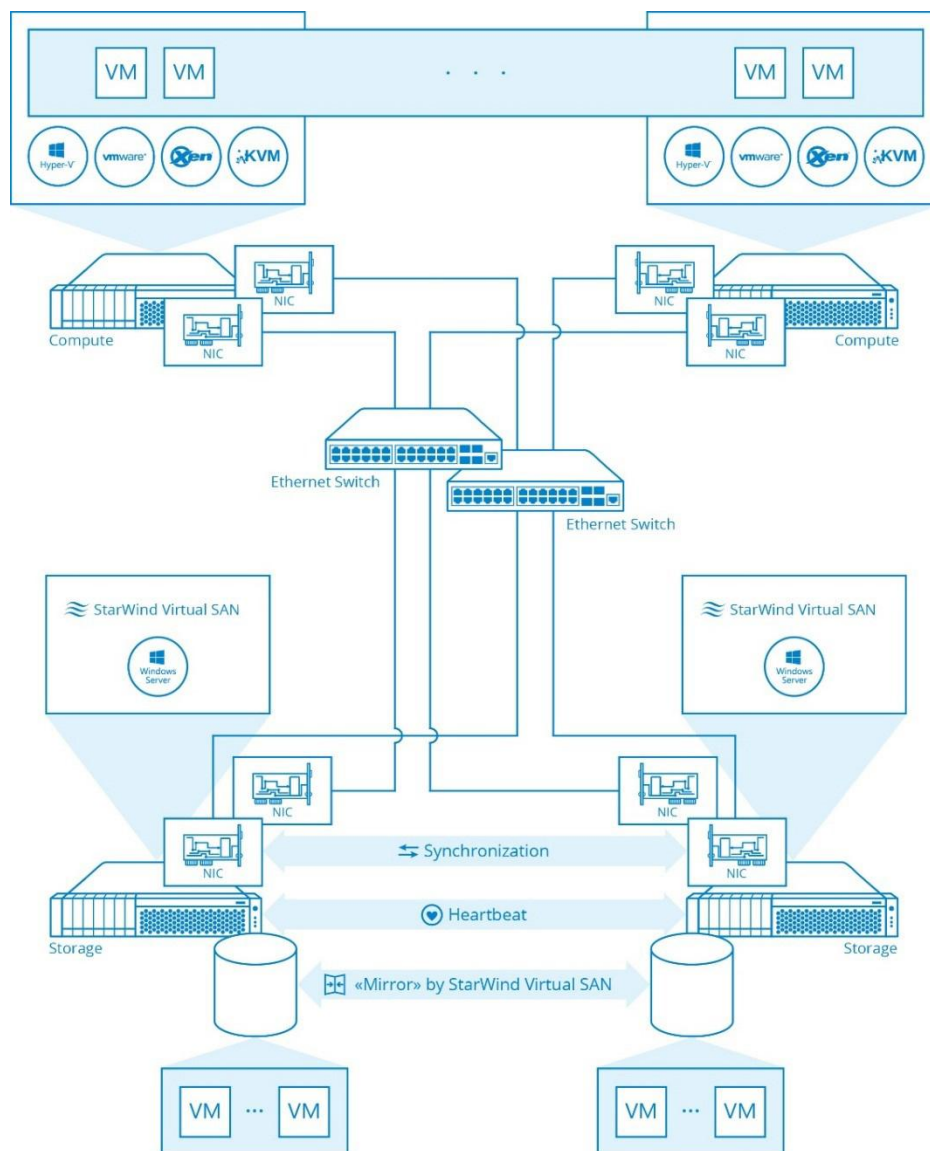 VM VM . . . VM VM
Hyper-V vmware® Xen KVM Hyper-V vmware® Xen KVM
NIC NIC
Compute NIC NIC Compute
Ethernet Switch
Ethernet Switch
StarWind Virtual SAN StarWind Virtual SAN
Windows Windows
Server Server
NIC NIC
NIC Synchronization NIC
Heartbeat
Storage Storage
«Mirror» by StarWind Virtual SAN
VM ... VM VM ... VM